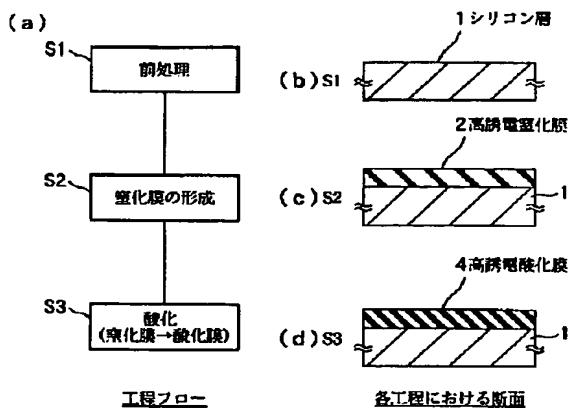 (a)
S1
前処理
S2
窒化膜の形成
S3
酸化
(窒化膜→酸化膜)
工程フロー
1シリコン層
(b)S1
2高誘電窒化膜
(c)S2
1
4高誘電酸化膜
(d)S3
1
各工程における断面